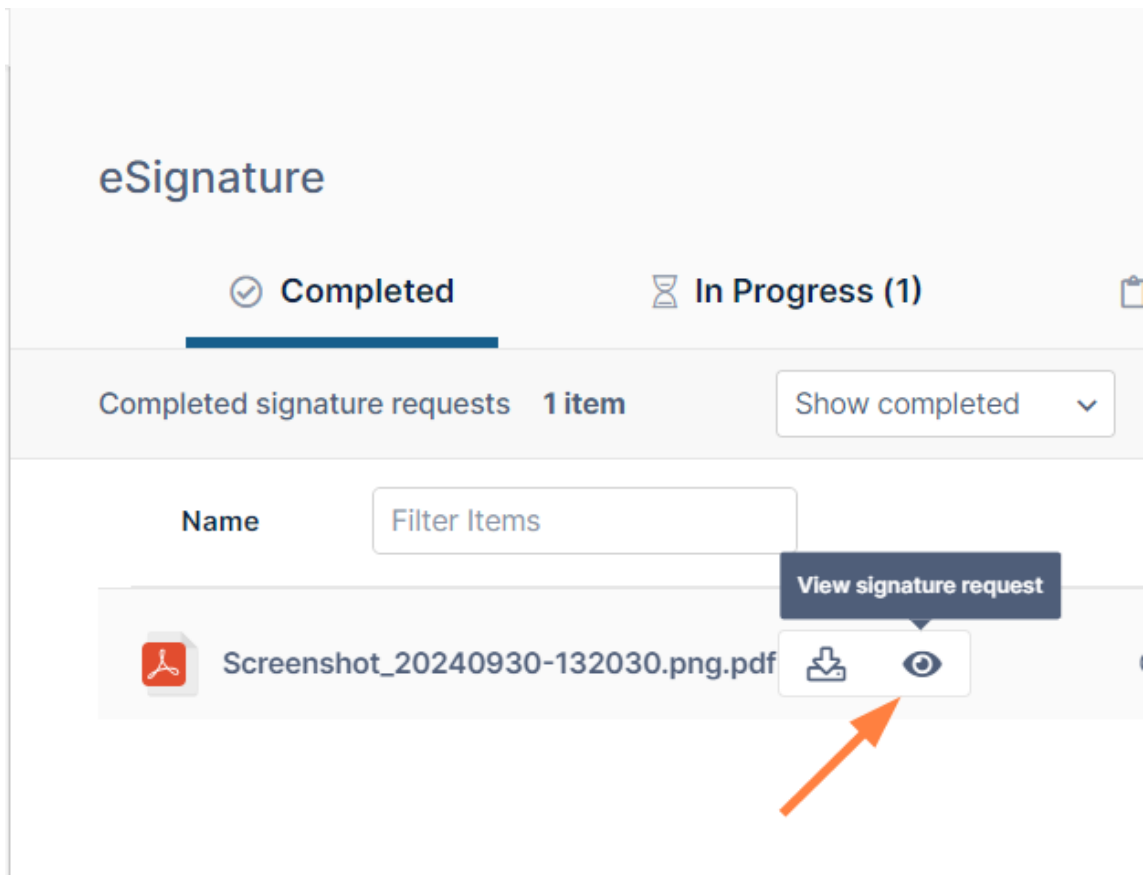 eSignature
Completed
In Progress (1)
Completed signature requests 1 item
Show completed
Name
Filter Items
View signature request
Screenshot_20240930-132030.png.pdf